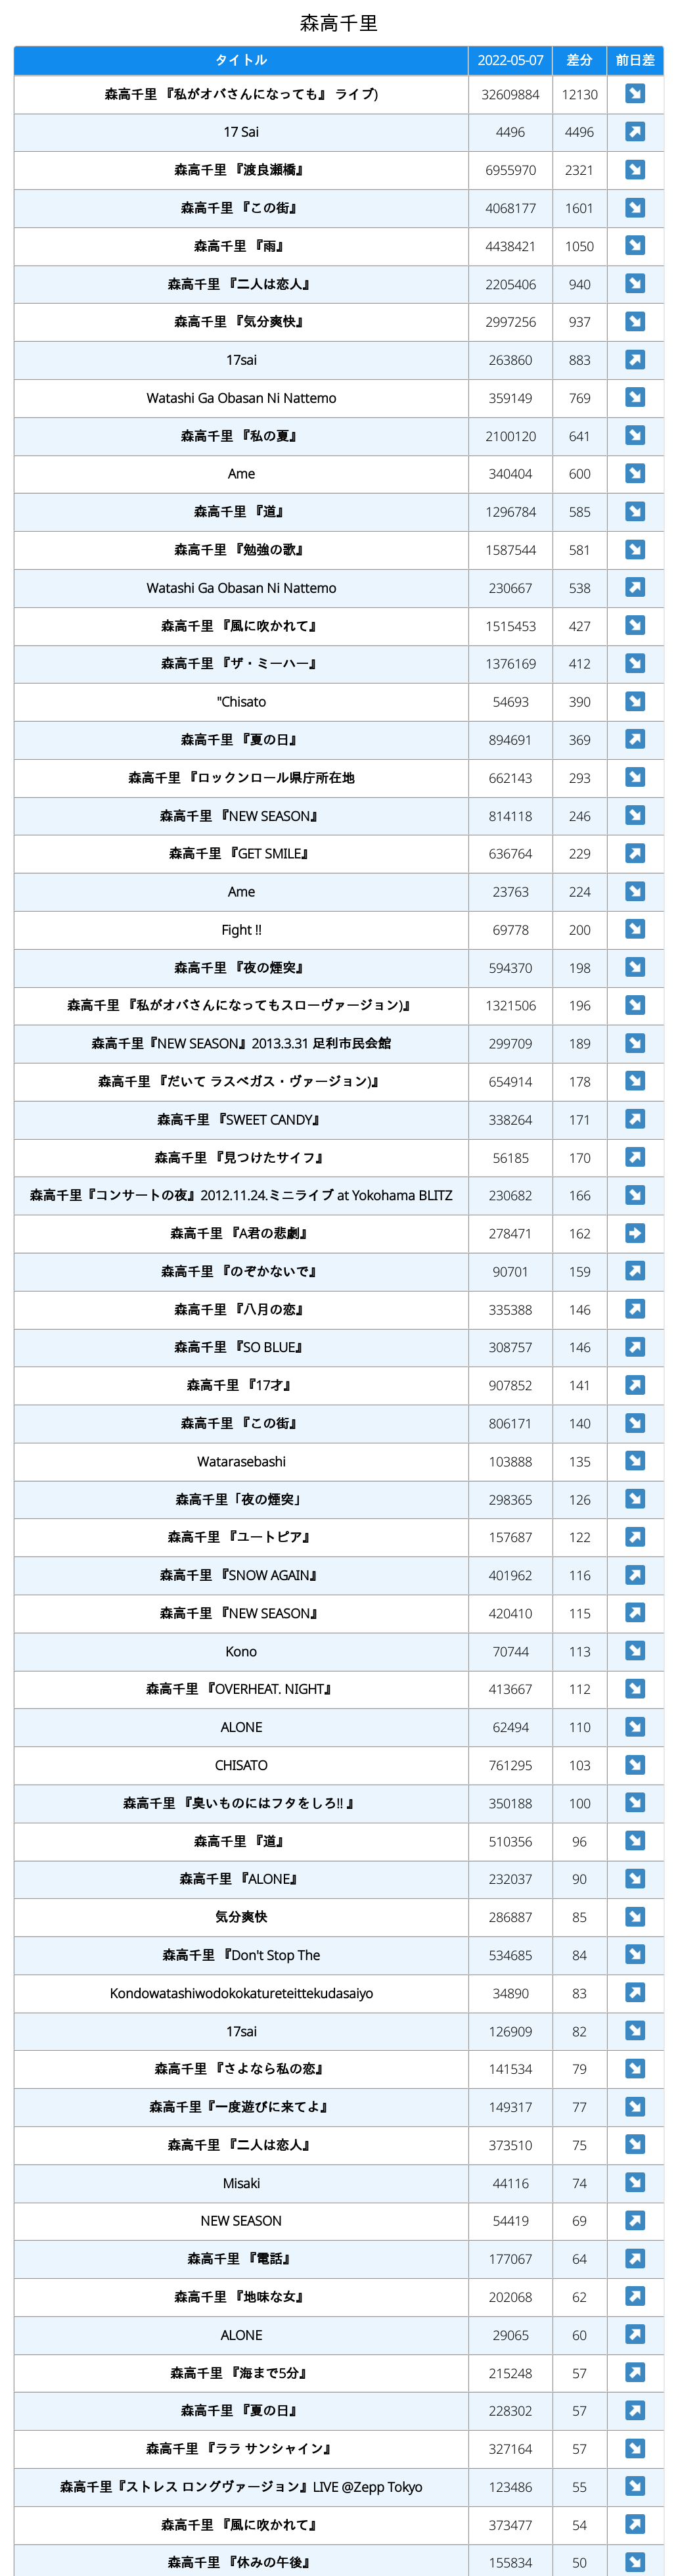 森高千里
タイトル 2022-05-07 差分 前日差
森高千里 『私がオバさんになっても』 ライブ) 32609884 12130
17 Sai 4496 4496
森高千里 『渡良瀬橋』 6955970 2321
森高千里 『この街』 4068177 1601
森高千里 『雨』 4438421 1050
森高千里 『二人は恋人』 2205406 940
森高千里 『気分爽快』 2997256 937
17sai 263860 883
Watashi Ga Obasan Ni Nattemo 359149 769
森高千里 『私の夏』 2100120 641
Ame 340404 600
森高千里 『道』 1296784 585
森高千里 『勉強の歌』 1587544 581
Watashi Ga Obasan Ni Nattemo 230667 538
森高千里 『風に吹かれて』 1515453 427
森高千里 『ザ・ミーハー』 1376169 412
"Chisato 54693 390
森高千里 『夏の日』 894691 369
森高千里 『ロックンロール県庁所在地 662143 293
森高千里 『NEW SEASON』 814118 246
森高千里 『GET SMILE』 636764 229
Ame 23763 224
Fight !! 69778 200
森高千里 『夜の煙突』 594370 198
森高千里 『私がオバさんになってもスローヴァージョン)』 1321506 196
森高千里『NEW SEASON』2013.3.31 足利市民会館 299709 189
森高千里 『だいて ラスベガス・ヴァージョン)』 654914 178
森高千里 『SWEET CANDY』 338264 171
森高千里 『見つけたサイフ』 56185 170
森高千里『コンサートの夜』2012.11.24.ミニライブ at Yokohama BLITZ 230682 166
森高千里 『A君の悲劇』 278471 162
森高千里 『のぞかないで』 90701 159
森高千里 『八月の恋』 335388 146
森高千里 『SO BLUE』 308757 146
森高千里 『17才』 907852 141
森高千里 『この街』 806171 140
Watarasebashi 103888 135
森高千里「夜の煙突」 298365 126
森高千里 『ユートピア』 157687 122
森高千里 『SNOW AGAIN』 401962 116
森高千里 『NEW SEASON』 420410 115
Kono 70744 113
森高千里 『OVERHEAT. NIGHT』 413667 112
ALONE 62494 110
CHISATO 761295 103
森高千里 『臭いものにはフタをしろ!! 』 350188 100
森高千里 『道』 510356 96
森高千里 『ALONE』 232037 90
気分爽快 286887 85
森高千里 『Don't Stop The 534685 84
Kondowatashiwodokokatureteittekudasaiyo 34890 83
17sai 126909 82
森高千里 『さよなら私の恋』 141534 79
森高千里『一度遊びに来てよ』 149317 77
森高千里 『二人は恋人』 373510 75
Misaki 44116 74
NEW SEASON 54419 69
森高千里 『電話』 177067 64
森高千里 『地味な女』 202068 62
ALONE 29065 60
森高千里 『海まで5分』 215248 57
森高千里 『夏の日』 228302 57
森高千里 『ララ サンシャイン』 327164 57
森高千里『ストレス ロングヴァージョン』LIVE @Zepp Tokyo 123486 55
森高千里 『風に吹かれて』 373477 54
森高千里 『休みの午後』 155834 50